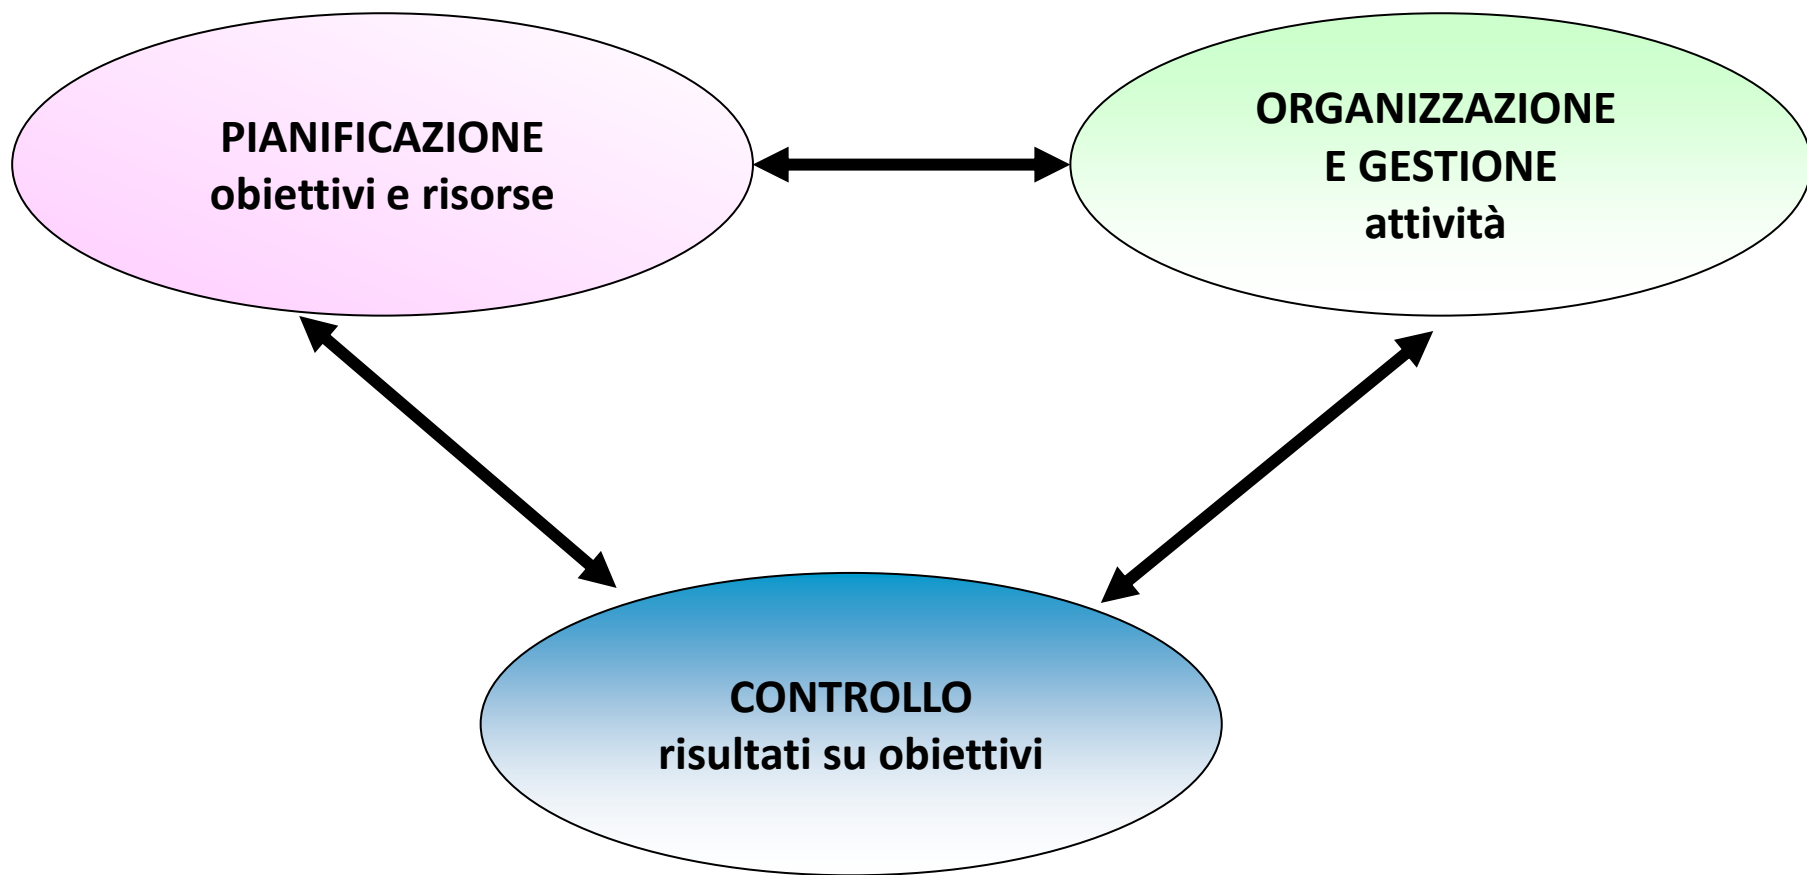 PIANIFICAZIONE
obiettivi e risorse
ORGANIZZAZIONE
E GESTIONE
attività
CONTROLLO
risultati su obiettivi